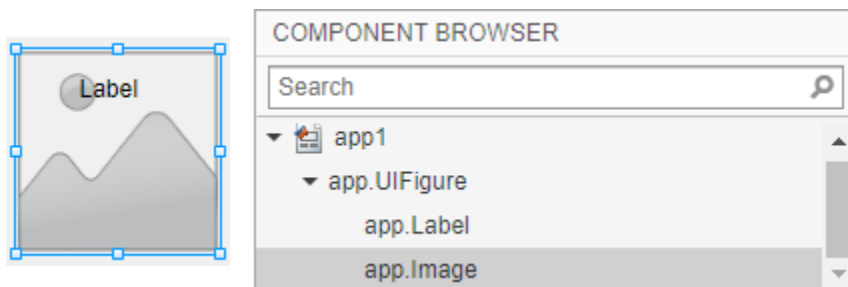 Label
COMPONENT BROWSER
Search
app1
app.UIFigure
app.Label
app.Image